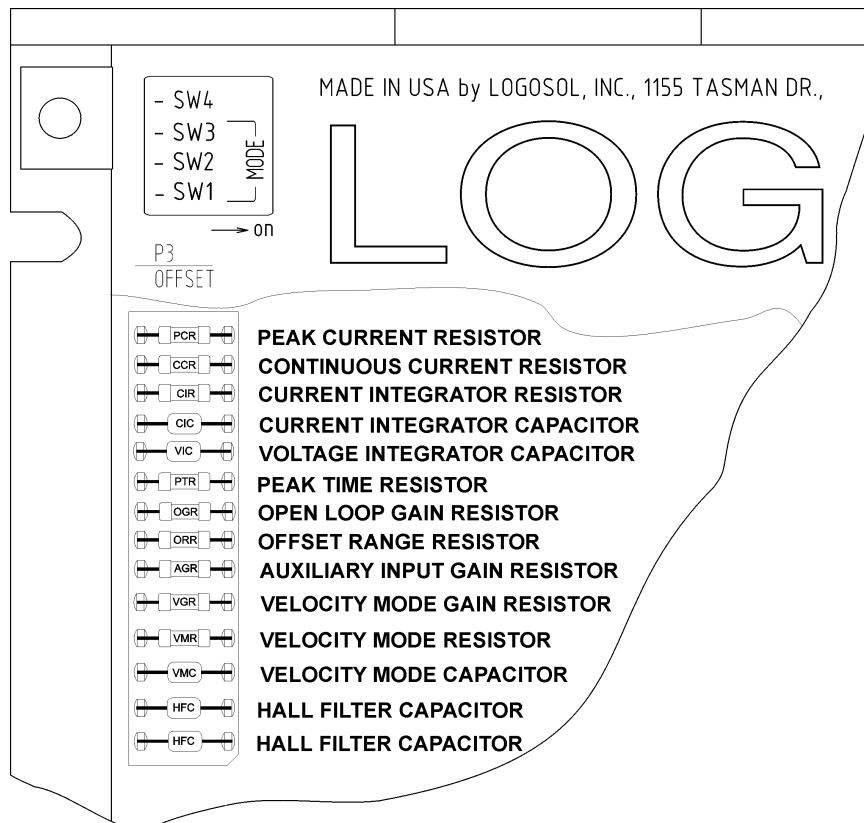 MADE IN USA by LOGOSOL, INC., 1155 TASMAN DR.,
LOG
- SW4
- SW3
- SW2
- SW1
MODE
on
P3
OFFSET
PCR PEAK CURRENT RESISTOR
CCR CONTINUOUS CURRENT RESISTOR
CIR CURRENT INTEGRATOR RESISTOR
CIC CURRENT INTEGRATOR CAPACITOR
VIC VOLTAGE INTEGRATOR CAPACITOR
PTR PEAK TIME RESISTOR
OGR OPEN LOOP GAIN RESISTOR
ORR OFFSET RANGE RESISTOR
AGR AUXILIARY INPUT GAIN RESISTOR
VGR VELOCITY MODE GAIN RESISTOR
VMR VELOCITY MODE RESISTOR
VMC VELOCITY MODE CAPACITOR
HFC HALL FILTER CAPACITOR
HFC HALL FILTER CAPACITOR